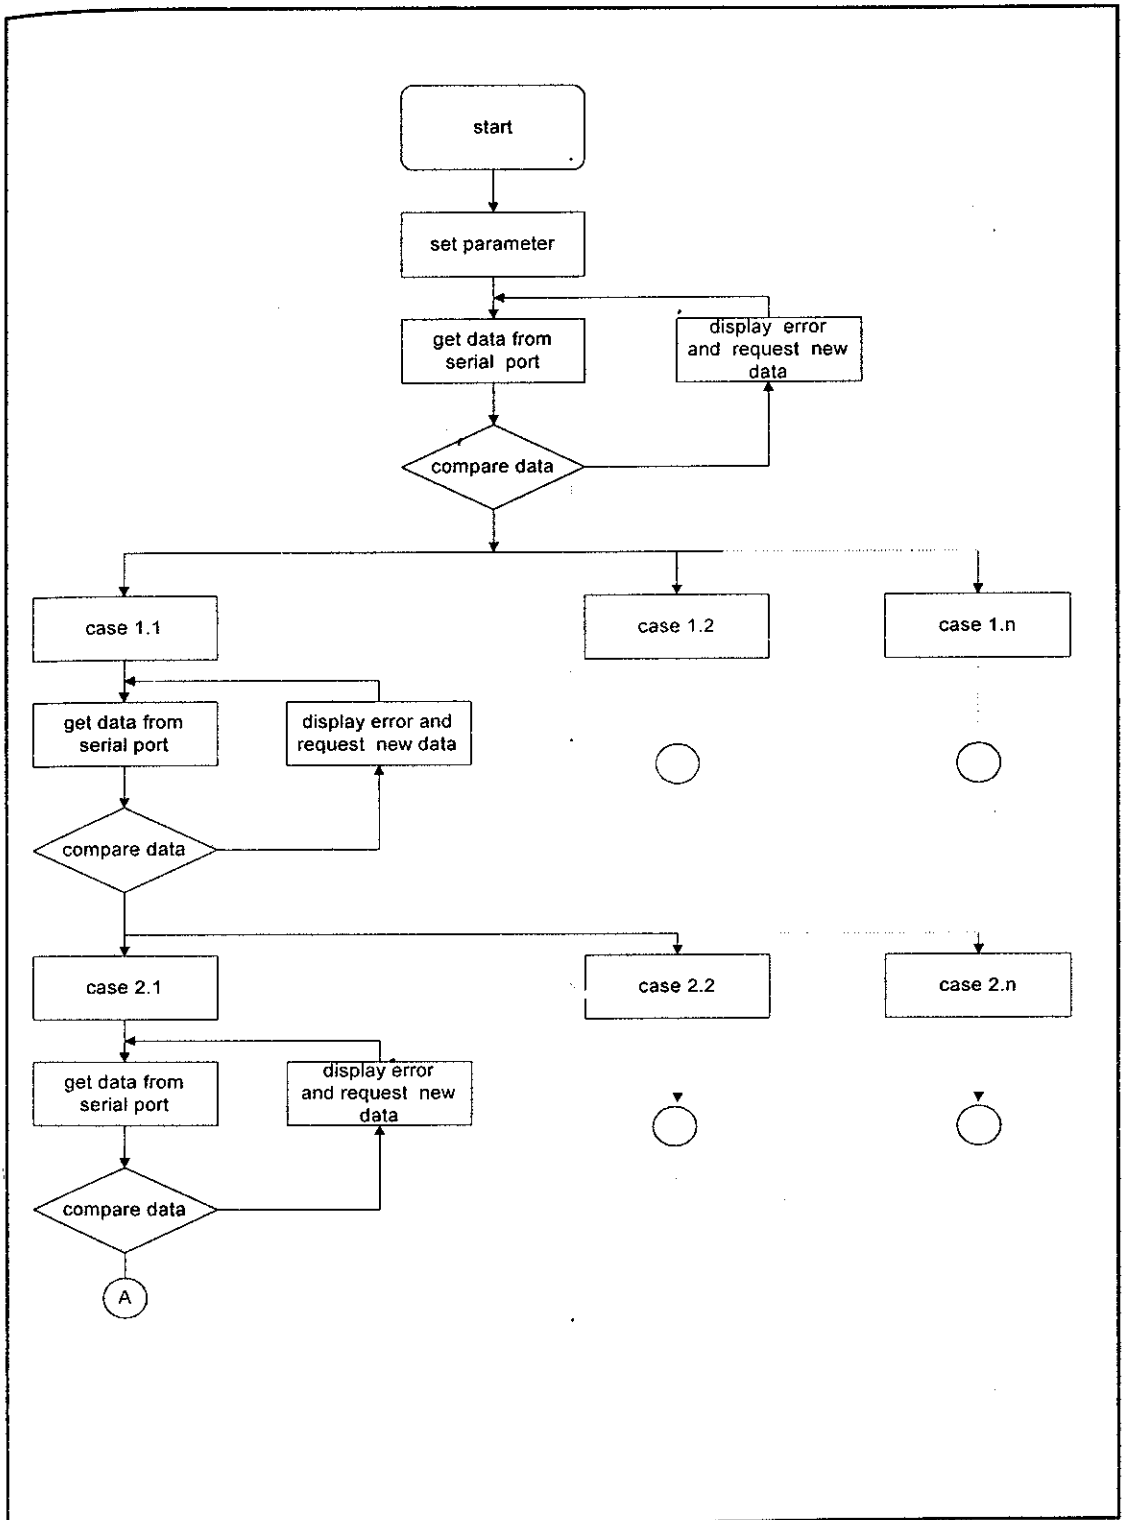 start
set parameter
get data from
serial port
display error
and request new
data
compare data
case 1.1
case 1.2
case 1.n
get data from
serial port
display error and
request new data
compare data
case 2.1
case 2.2
case 2.n
get data from
serial port
display error
and request new
data
compare data
A